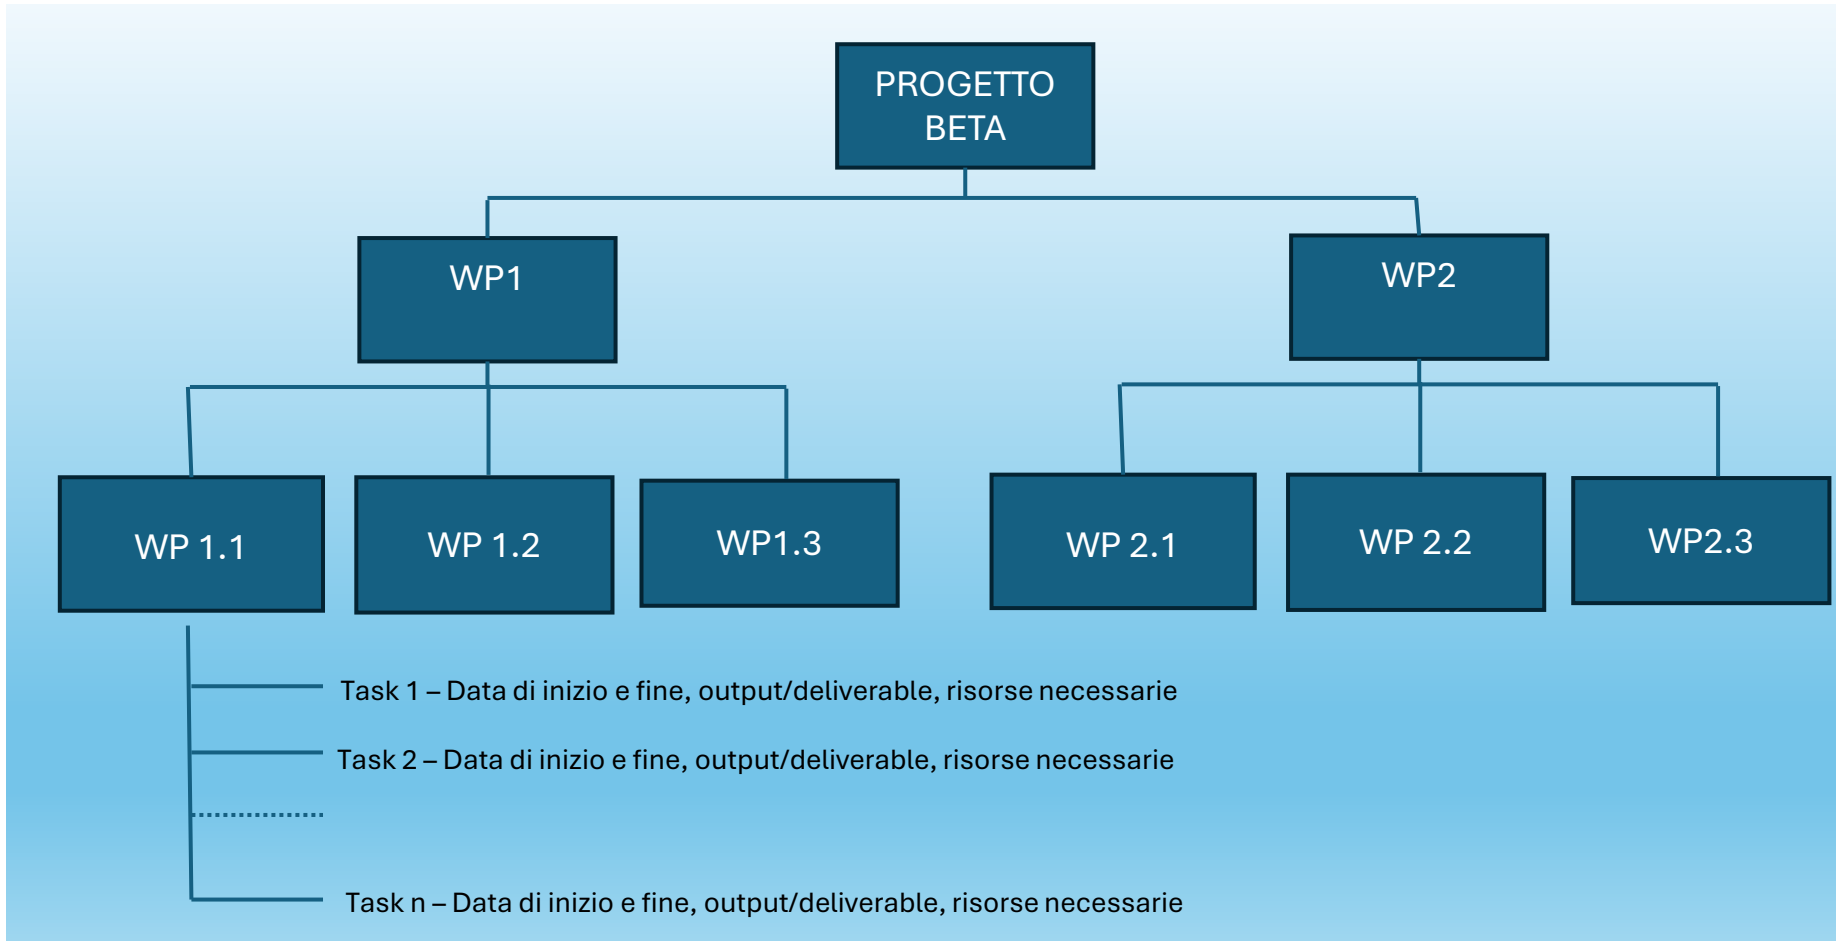 PROGETTO
BETA
WP1
WP2
WP 1.1
WP 1.2
WP1.3
WP 2.1
WP 2.2
WP2.3
Task 1 – Data di inizio e fine, output/deliverable, risorse necessarie
Task 2 – Data di inizio e fine, output/deliverable, risorse necessarie
Task n – Data di inizio e fine, output/deliverable, risorse necessarie